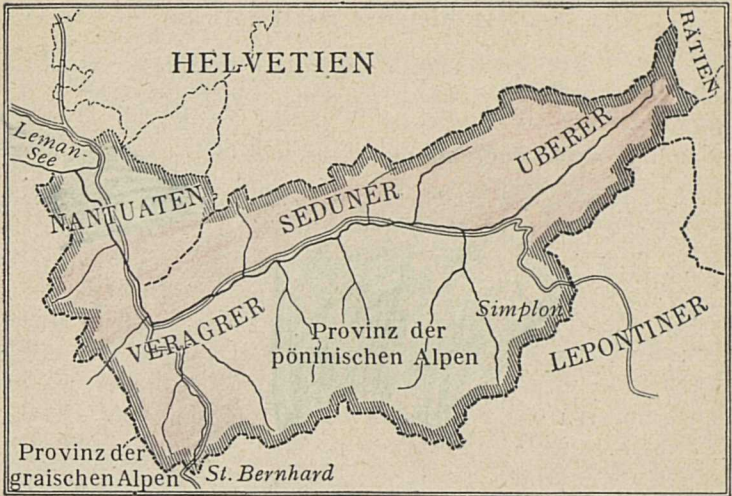 HELVETIEN
RÄTIEN
Leman-
See
NANTUATEN
SEDUNER
UBERER
VERAGRER
Provinz der
pöninischen Alpen
Simplon
LEPONTINER
Provinz der
graischen Alpen
St. Bernhard